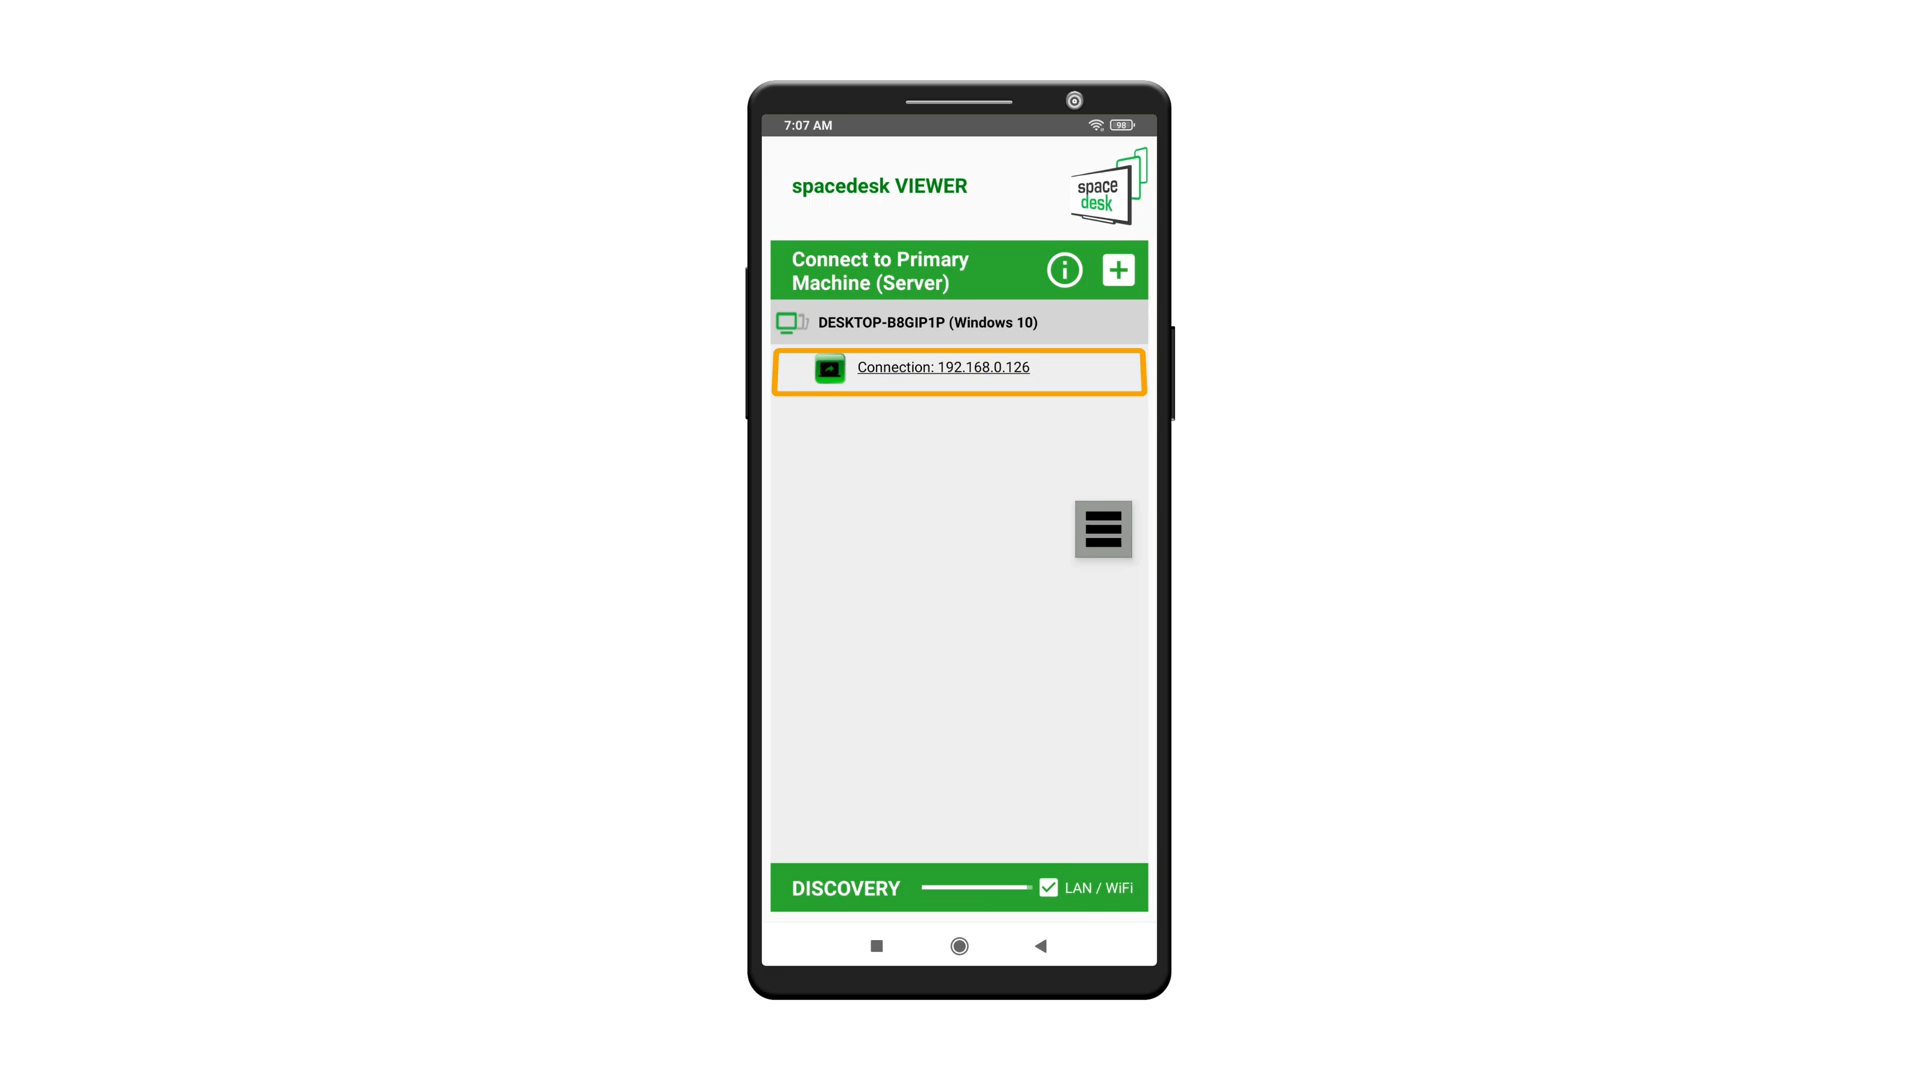 7:07 AM
98
spacedesk VIEWER
space
desk
Connect to Primary
Machine (Server)
DESKTOP-B8GIP1P (Windows 10)
Connection: 192.168.0.126
DISCOVERY
LAN / WiFi